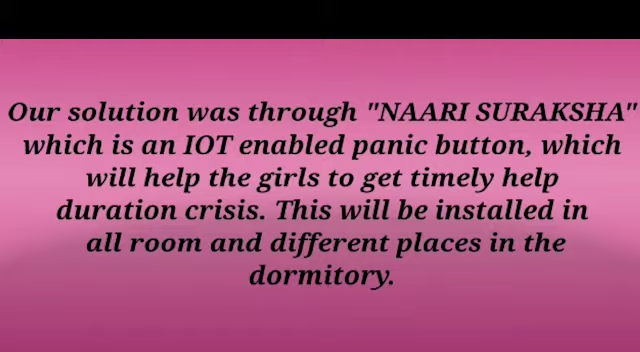 Our solution was through "NAARI SURAKSHA"
which is an IOT enabled panic button, which
will help the girls to get timely help
duration crisis. This will be installed in
all room and different places in the
dormitory.